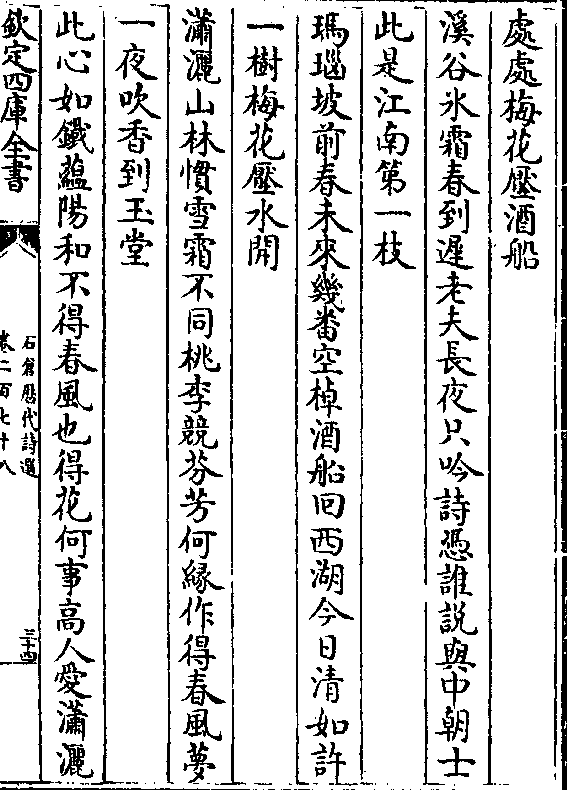 處處梅花壓酒船
溪谷氷霜春到遲老夫長夜只吟詩憑誰説與中朝士
此是江南第一枝
瑪瑙坡前春未來幾畨空棹酒船回西湖今日清如許
一樹梅花壓水開
瀟灑山林慣雪霜不同桃李競芬芳何縁作得春風夢
一夜吹香到玉堂
此心如鐵蘊陽和不得春風也得花何事高人愛瀟灑
欽定四庫全書
石倉歴代詩選
卷二百七十八
三十四